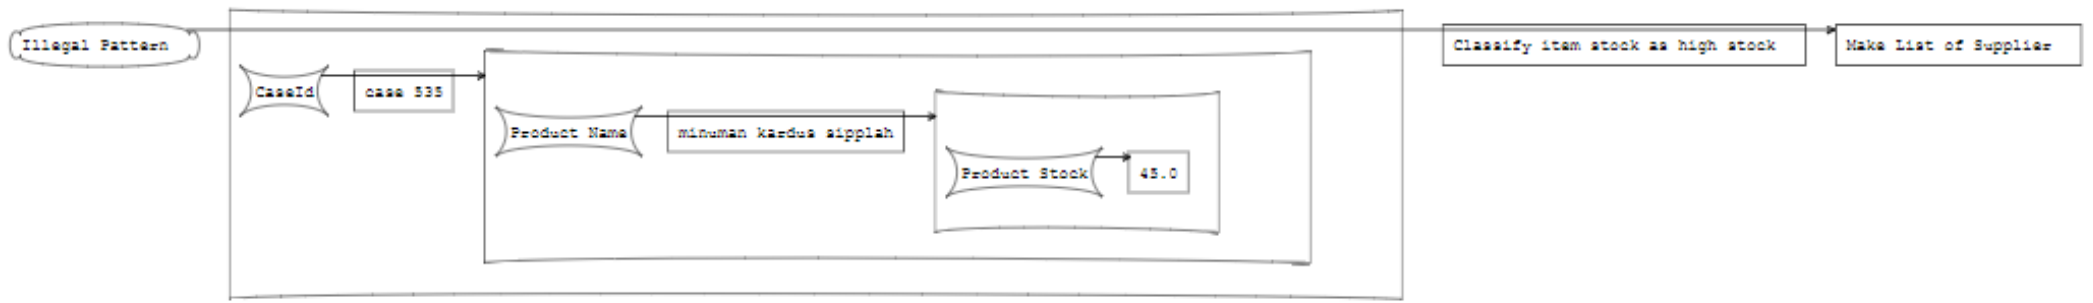 Illegal Pattern
Classify item stock as high stock
Make List of Supplier
CaseId
case 535
Product Name
minuman kardus sipplah
Product Stock
45.0